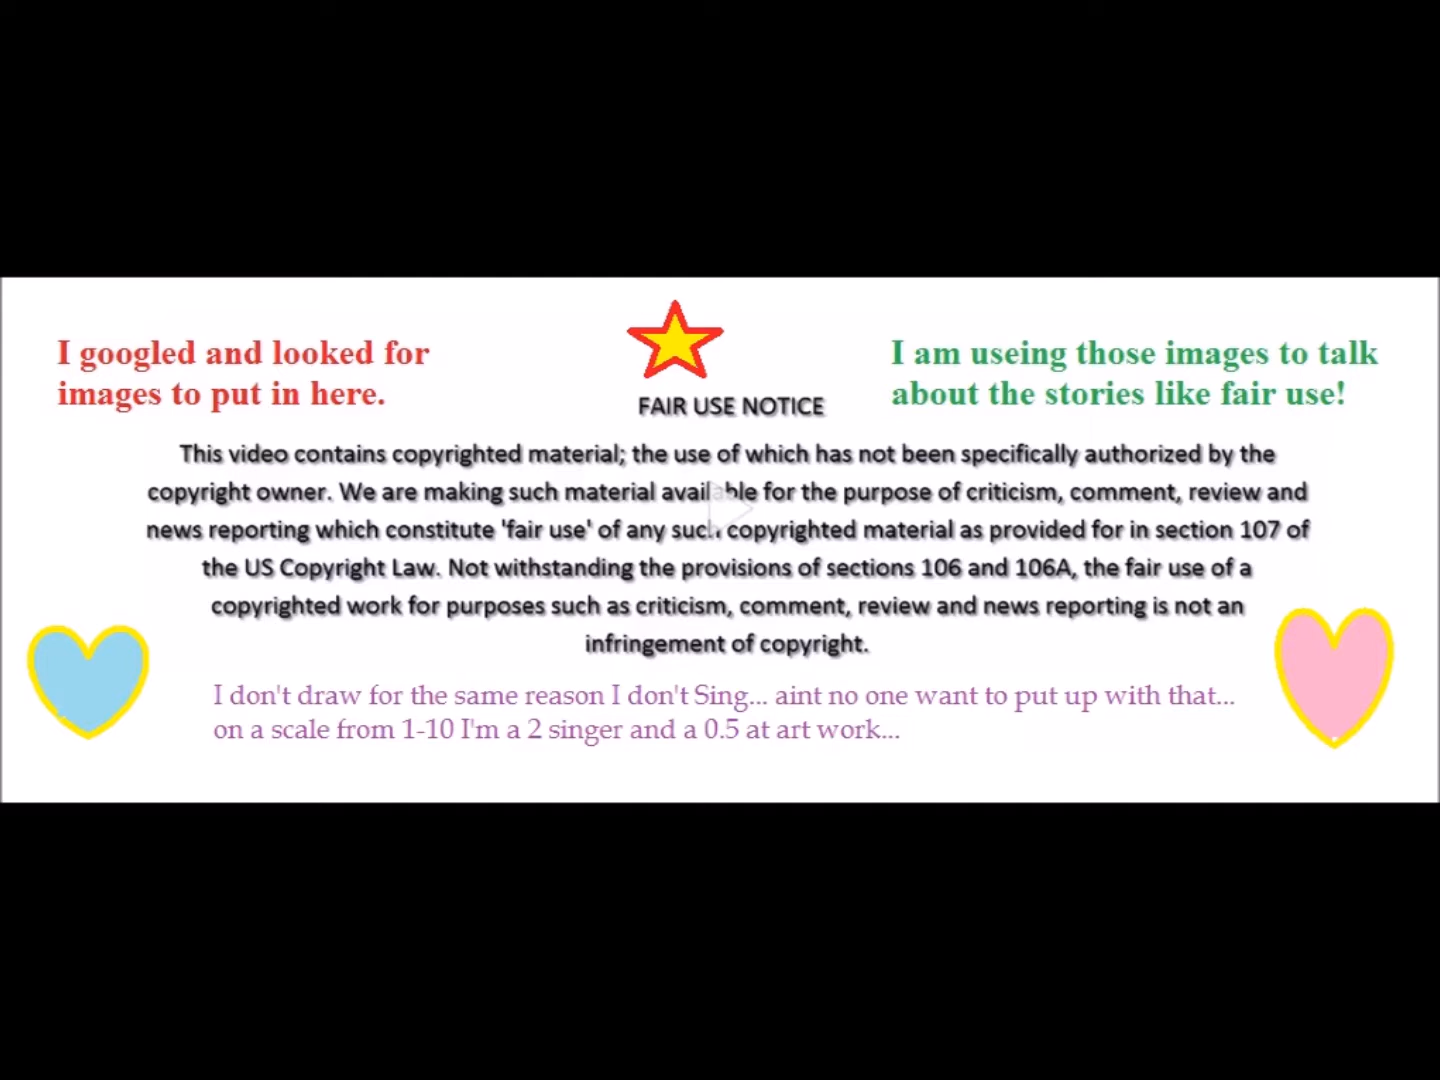 I googled and looked for
images to put in here.
I am useing those images to talk
about the stories like fair use!
FAIR USE NOTICE
This video contains copyrighted material; the use of which has not been specifically authorized by the
copyright owner. We are making such material available for the purpose of criticism, comment, review and
news reporting which constitute 'fair use' of any such copyrighted material as provided for in section 107 of
the US Copyright Law. Not withstanding the provisions of sections 106 and 106A, the fair use of a
copyrighted work for purposes such as criticism, comment, review and news reporting is not an
infringement of copyright.
I don't draw for the same reason I don't Sing... aint no one want to put up with that...
on a scale from 1-10 I'm a 2 singer and a 0.5 at art work...